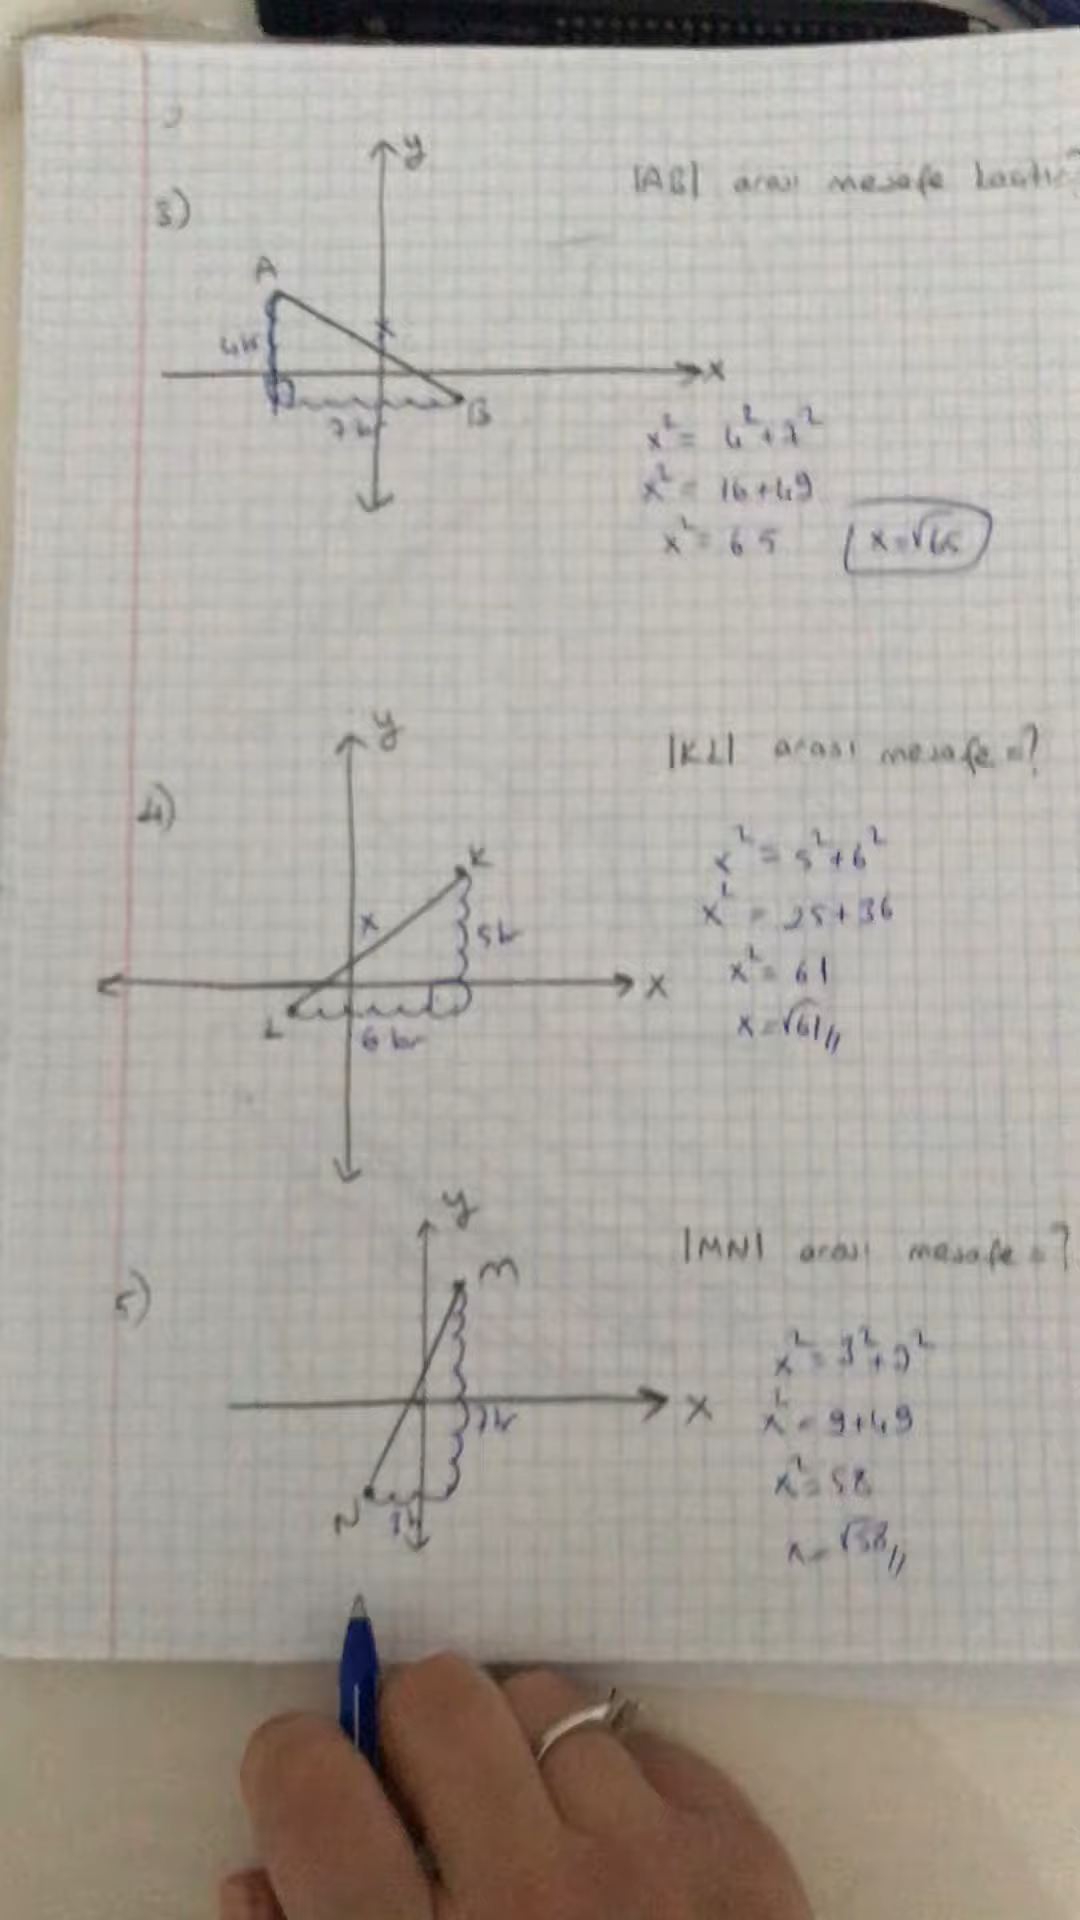 3)
y
|AB| arası mesafe kaçtır?
A
4br
x
x
B
7br
x² = 4²+7²
x² = 16+49
x² = 65
x=√65
4)
y
|KL| arası mesafe=?
K
x
5br
x
L
6 br
x² = 5²+6²
x² = 25+36
x² = 61
x=√61//
5)
y
|MN| arası mesafe=?
M
x
7br
N
3br
x² = 3²+7²
x² = 9+49
x²=58
x=√58//